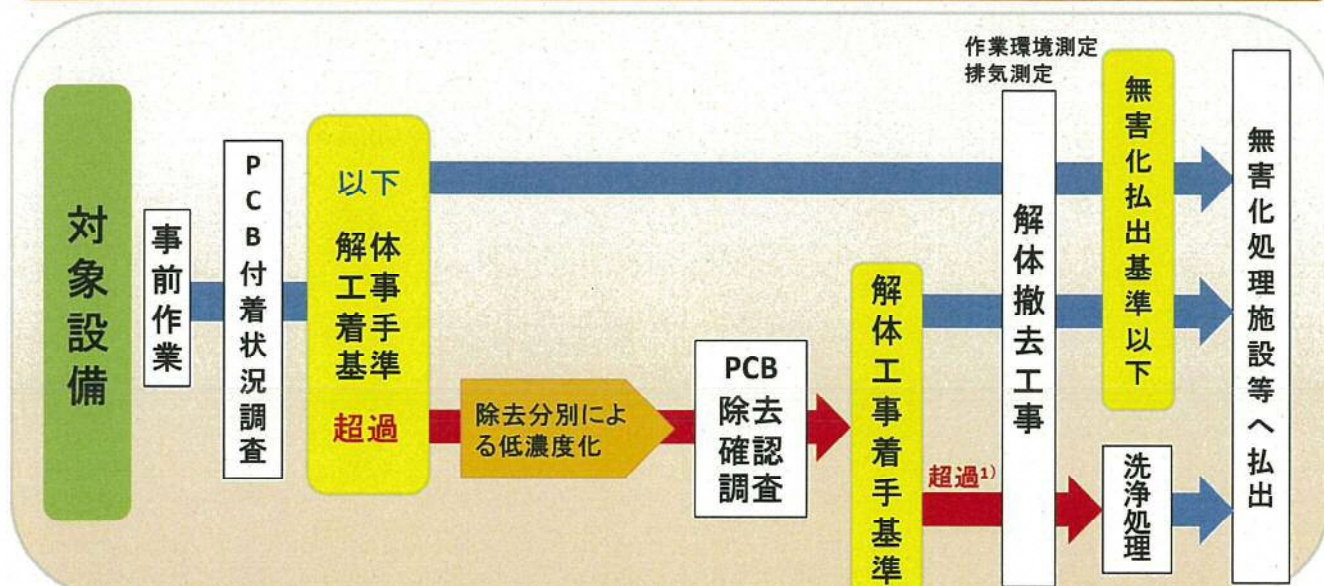 対象設備
事前作業
PCB付着状況調査
以下
解体
工事
着手
基準
超過
除去分別によ
る低濃度化
PCB
除去
確認
調査
解体工事着手基準
超過1)
作業環境測定
排気測定
解体撤去工事
無害化払出基準以下
洗浄処理
無害化処理施設等へ払出